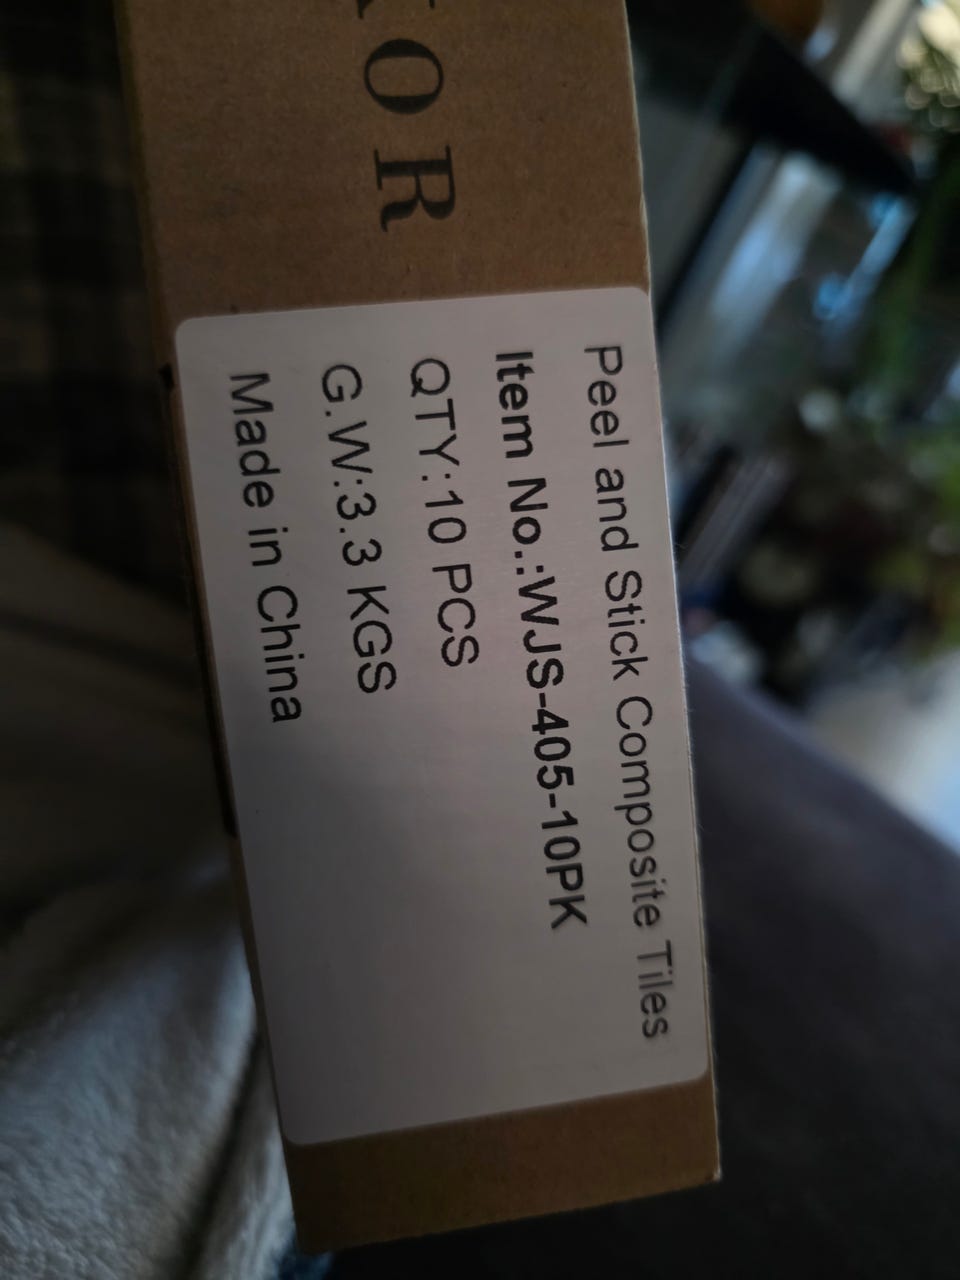 OR
Peel and Stick Composite Tiles
Item No.:WJS-405-10PK
QTY:10 PCS
G.W:3.3 KGS
Made in China